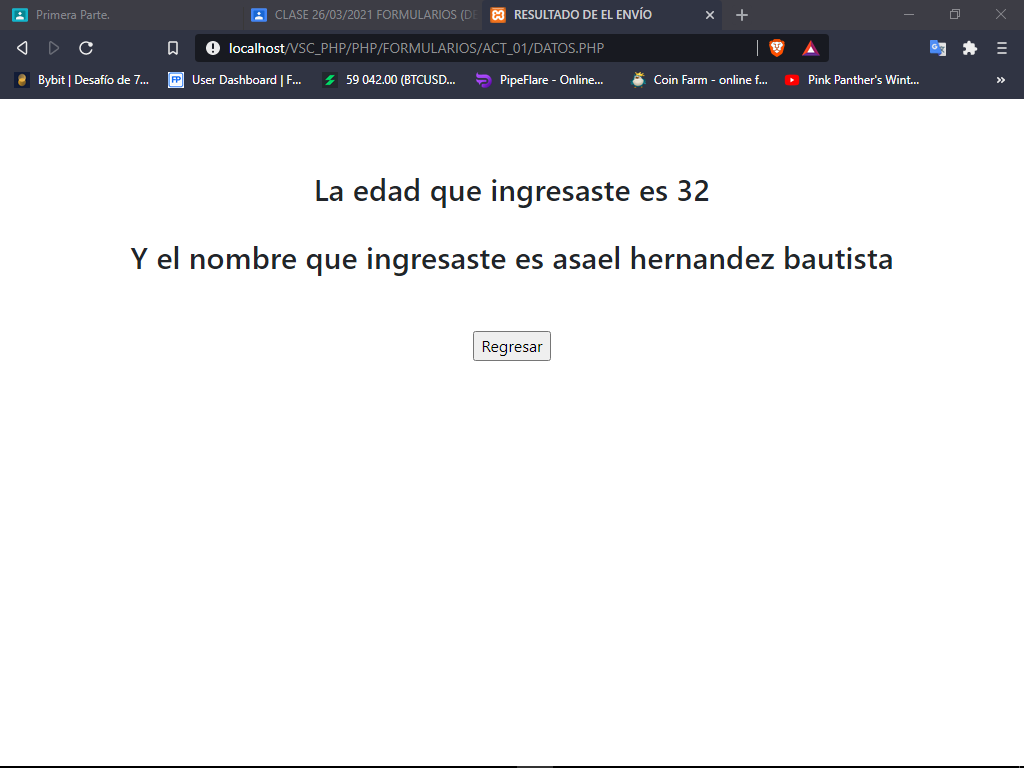 Primera Parte.
CLASE 26/03/2021 FORMULARIOS (DE
RESULTADO DE EL ENVÍO
localhost/VSC_PHP/PHP/FORMULARIOS/ACT_01/DATOS.PHP
Bybit | Desafío de 7...
FP User Dashboard | F...
59 042.00 (BTCUSD...
PipeFlare - Online...
Coin Farm - online f...
Pink Panther's Wint...
La edad que ingresaste es 32
Y el nombre que ingresaste es asael hernandez bautista
Regresar